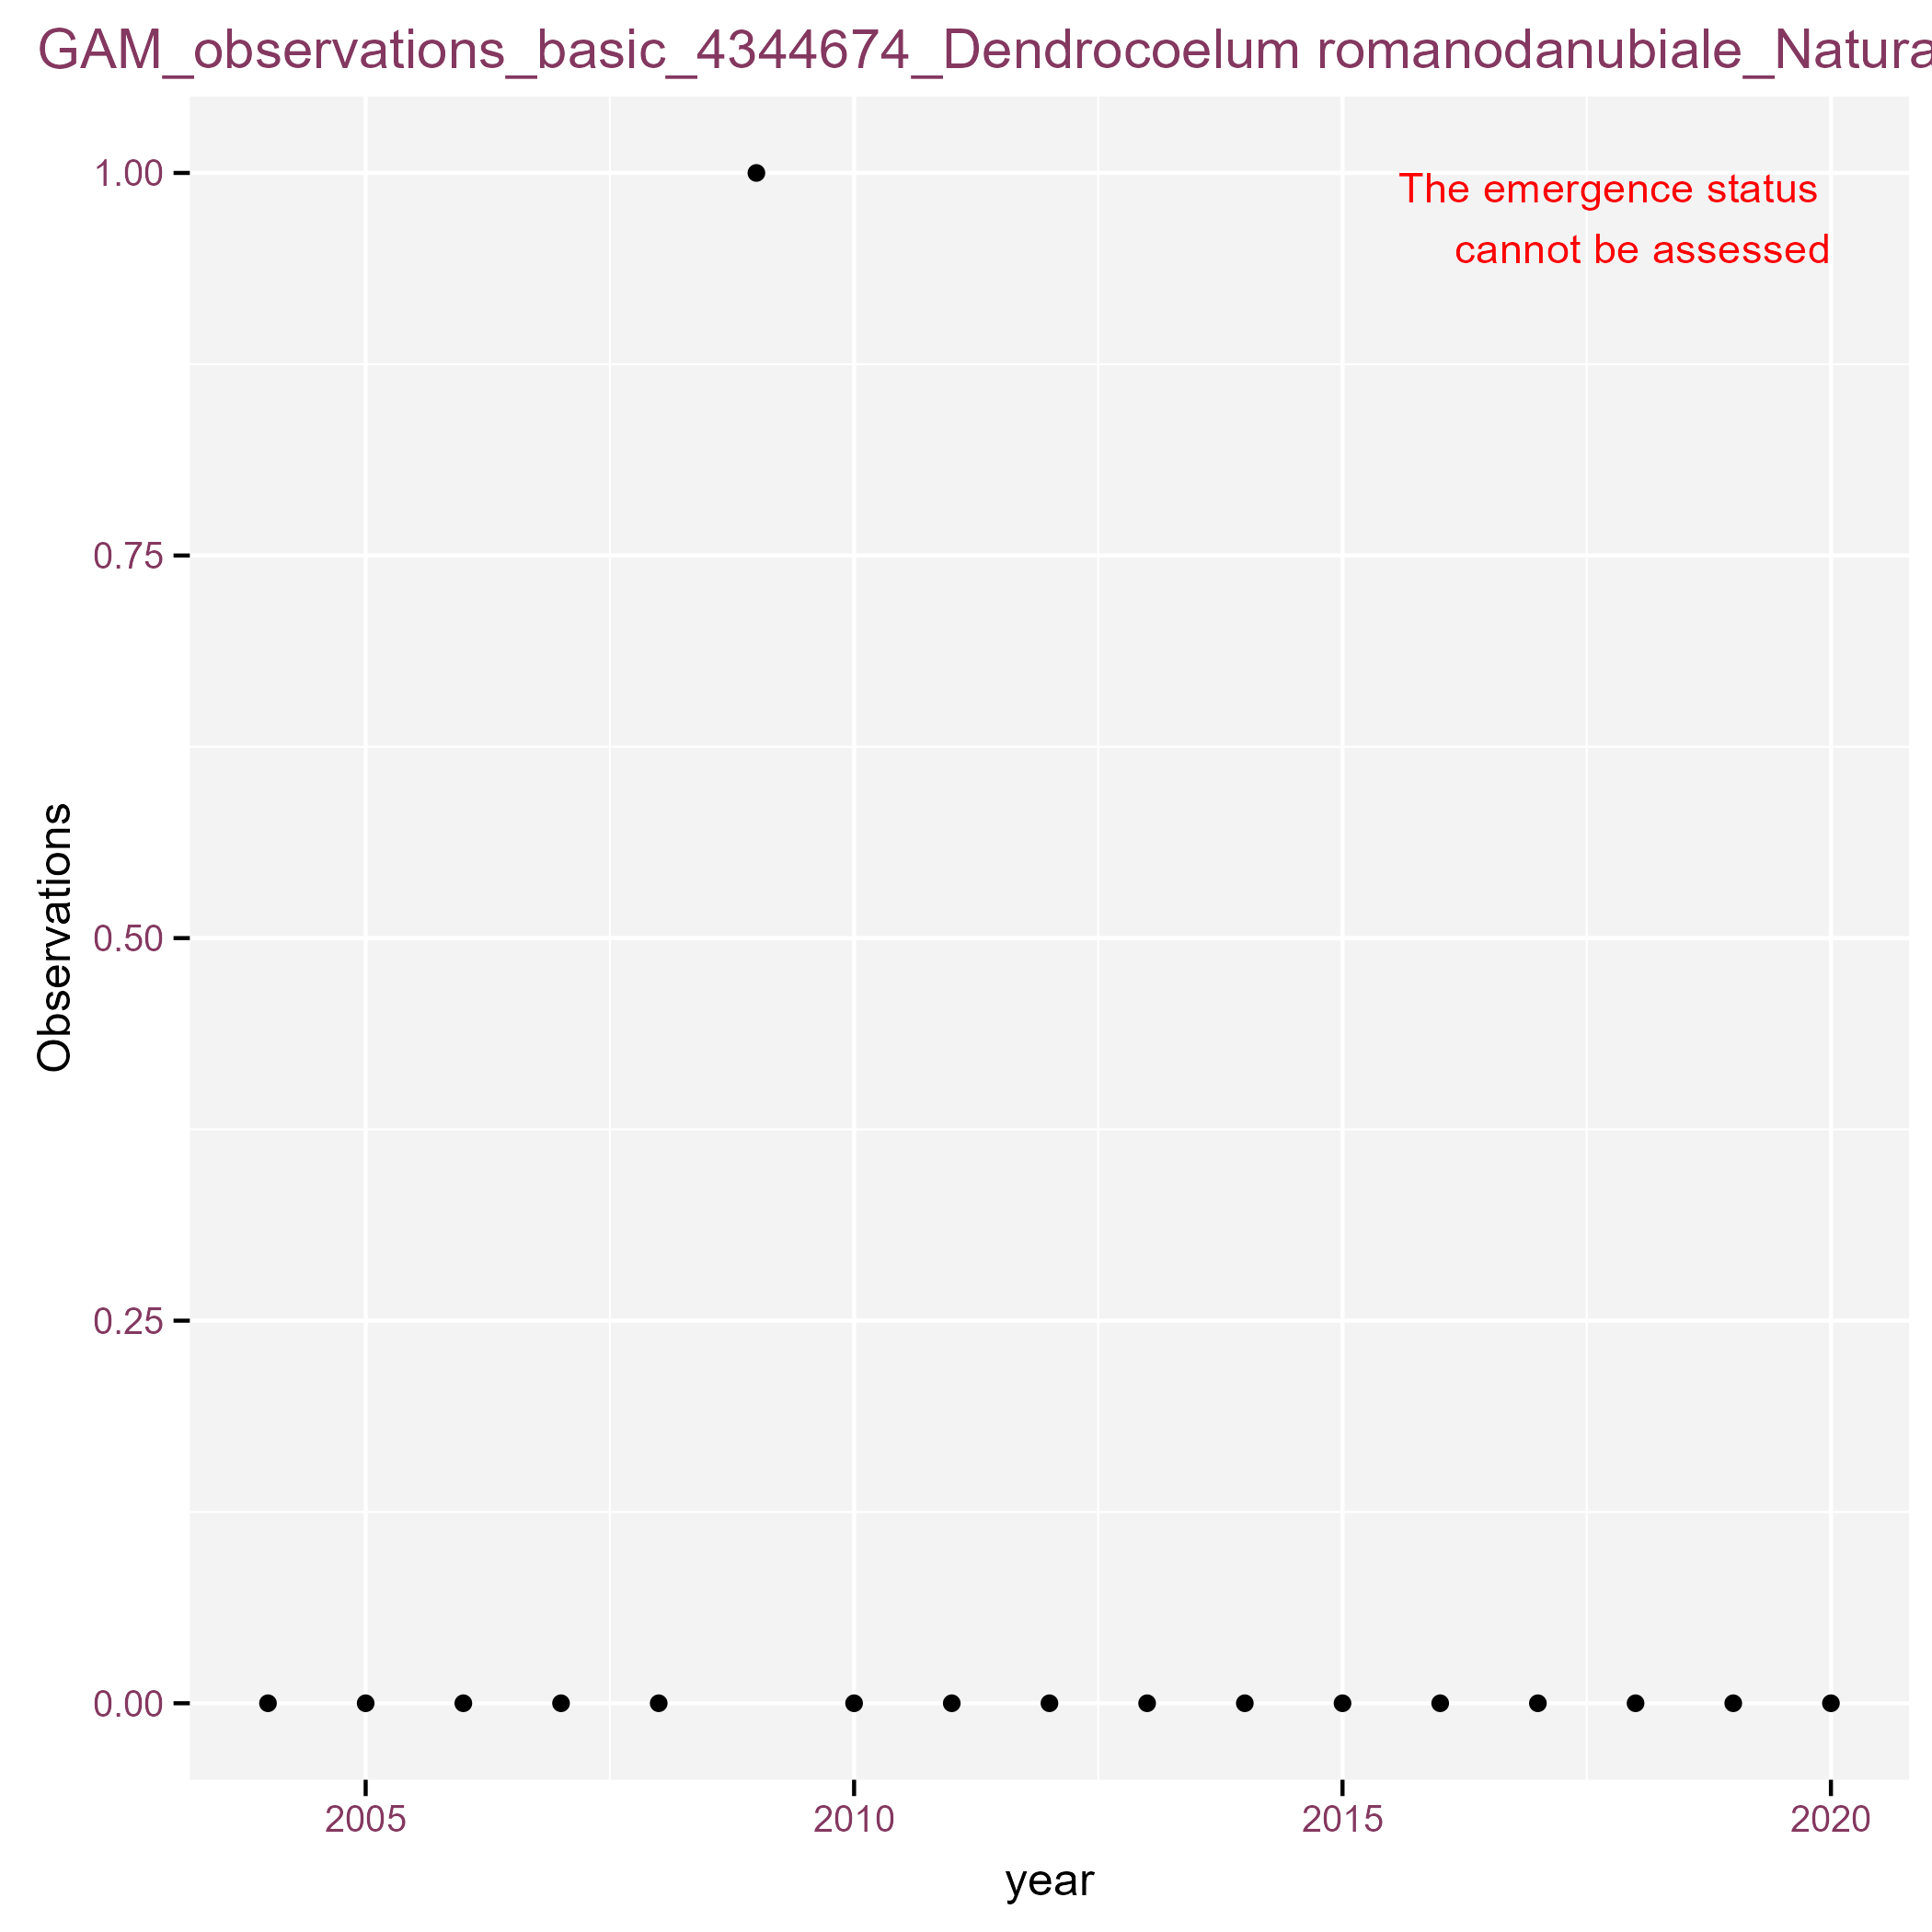 GAM_observations_basic_4344674_Dendrocoelum romanodanubiale_Natura
1.00
The emergence status
cannot be assessed
0.75
0.50
0.25
0.00
Observations
2005 2010 2015 2020
year